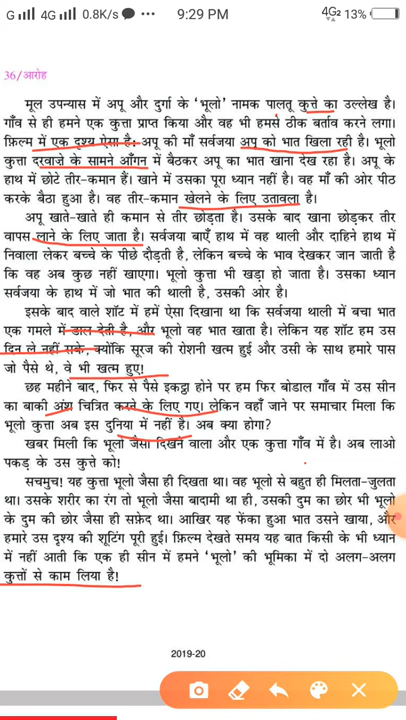 G 4G 0.8K/s 9:29 PM 4G2 13%
36/आरोह
मूल उपन्यास में अपू और दुर्गा के 'भूलो' नामक पालतू कुत्ते का उल्लेख है।
गाँव से ही हमने एक कुत्ता प्राप्त किया और वह भी हमसे ठीक बर्ताव करने लगा।
फ़िल्म में एक दृश्य ऐसा है- अपू की माँ सर्वजया अपू को भात खिला रही है। भूलो
कुत्ता दरवाज़े के सामने आँगन में बैठकर अपू का भात खाना देख रहा है। अपू के
हाथ में छोटे तीर-कमान हैं। खाने में उसका पूरा ध्यान नहीं है। वह माँ की ओर पीठ
करके बैठा हुआ है। वह तीर-कमान खेलने के लिए उतावला है।
अपू खाते-खाते ही कमान से तीर छोड़ता है। उसके बाद खाना छोड़कर तीर
वापस लाने के लिए जाता है। सर्वजया बाएँ हाथ में वह थाली और दाहिने हाथ में
निवाला लेकर बच्चे के पीछे दौड़ती है, लेकिन बच्चे के भाव देखकर जान जाती है
कि वह अब कुछ नहीं खाएगा। भूलो कुत्ता भी खड़ा हो जाता है। उसका ध्यान
सर्वजया के हाथ में जो भात की थाली है, उसकी ओर है।
इसके बाद वाले शॉट में हमें ऐसा दिखाना था कि सर्वजया थाली में बचा भात
एक गमले में डाल देती है, और भूलो वह भात खाता है। लेकिन यह शॉट हम उस
दिन ले नहीं सके, क्योंकि सूरज की रोशनी खत्म हुई और उसी के साथ हमारे पास
जो पैसे थे, वे भी खत्म हुए!
छह महीने बाद, फिर से पैसे इकट्ठा होने पर हम फिर बोडाल गाँव में उस सीन
का बाकी अंश चित्रित करने के लिए गए। लेकिन वहाँ जाने पर समाचार मिला कि
भूलो कुत्ता अब इस दुनिया में नहीं है। अब क्या होगा?
खबर मिली कि भूलो जैसा दिखने वाला और एक कुत्ता गाँव में है। अब लाओ
पकड़ के उस कुत्ते को!
सचमुच! यह कुत्ता भूलो जैसा ही दिखता था। वह भूलो से बहुत ही मिलता-जुलता
था। उसके शरीर का रंग तो भूलो जैसा बादामी था ही, उसकी दुम का छोर भी भूलो
के दुम की छोर जैसा ही सफ़ेद था। आखिर यह फेंका हुआ भात उसने खाया, और
हमारे उस दृश्य की शूटिंग पूरी हुई। फ़िल्म देखते समय यह बात किसी के भी ध्यान
में नहीं आती कि एक ही सीन में हमने 'भूलो' की भूमिका में दो अलग-अलग
कुत्तों से काम लिया है!
2019-20